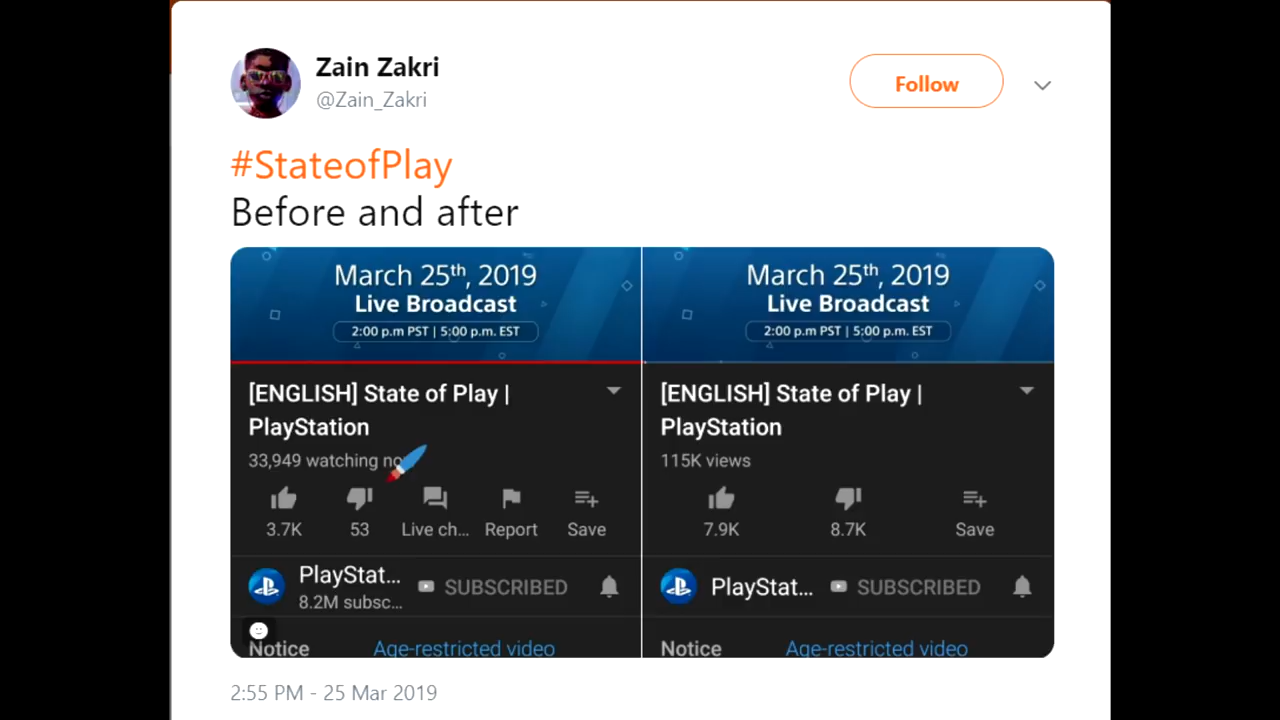 Zain Zakri
@Zain_Zakri
Follow
#StateofPlay
Before and after
March 25th, 2019
Live Broadcast
2:00 p.m PST | 5:00 p.m. EST
[ENGLISH] State of Play |
PlayStation
33,949 watching no
3.7K 53 Live ch... Report Save
PlayStat...
8.2M subsc...
SUBSCRIBED
Notice Age-restricted video
March 25th, 2019
Live Broadcast
2:00 p.m PST | 5:00 p.m. EST
[ENGLISH] State of Play |
PlayStation
115K views
7.9K 8.7K Save
PlayStat... SUBSCRIBED
Notice Age-restricted video
2:55 PM - 25 Mar 2019